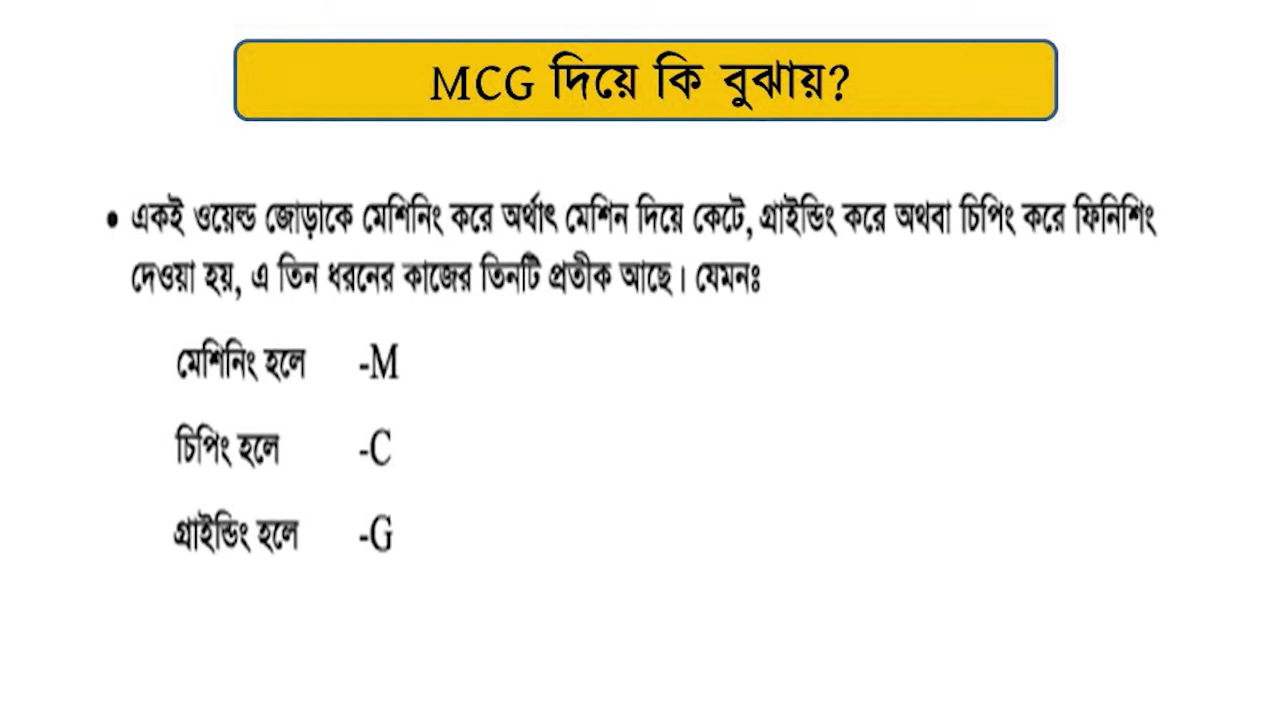 MCG দিয়ে কি বুঝায়?
• একই ওয়েল্ড জোড়াকে মেশিনিং করে অর্থাৎ মেশিন দিয়ে কেটে, গ্রাইন্ডিং করে অথবা চিপিং করে ফিনিশিং
দেওয়া হয়, এ তিন ধরনের কাজের তিনটি প্রতীক আছে। যেমনঃ
মেশিনিং হলে -M
চিপিং হলে -C
গ্রাইন্ডিং হলে -G